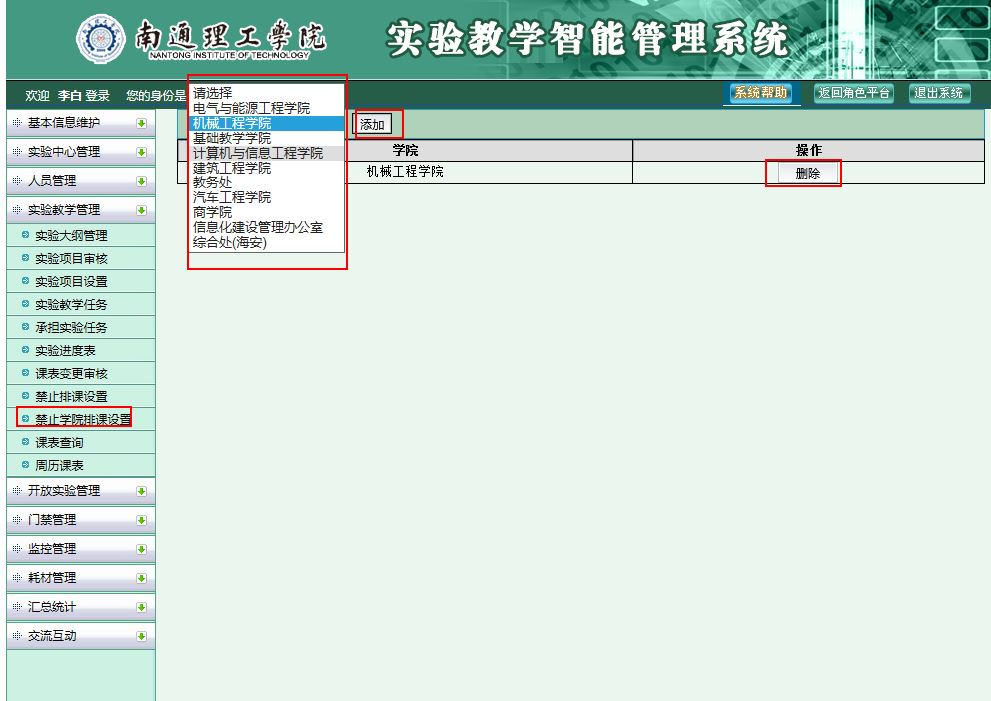 南通理工學院
NANTONG INSTITUTE OF TECHNOLOGY
实验教学智能管理系统
欢迎 李白 登录 您的身份是
系统帮助 返回角色平台 退出系统
请选择
电气与能源工程学院
机械工程学院
基础教学学院
计算机与信息工程学院
建筑工程学院
教务处
汽车工程学院
商学院
信息化建设管理办公室
综合处(海安)
添加
学院 操作
机械工程学院 删除
基本信息维护
实验中心管理
人员管理
实验教学管理
实验大纲管理
实验项目审核
实验项目设置
实验教学任务
承担实验任务
实验进度表
课表变更审核
禁止排课设置
禁止学院排课设置
课表查询
周历课表
开放实验管理
门禁管理
监控管理
耗材管理
汇总统计
交流互动